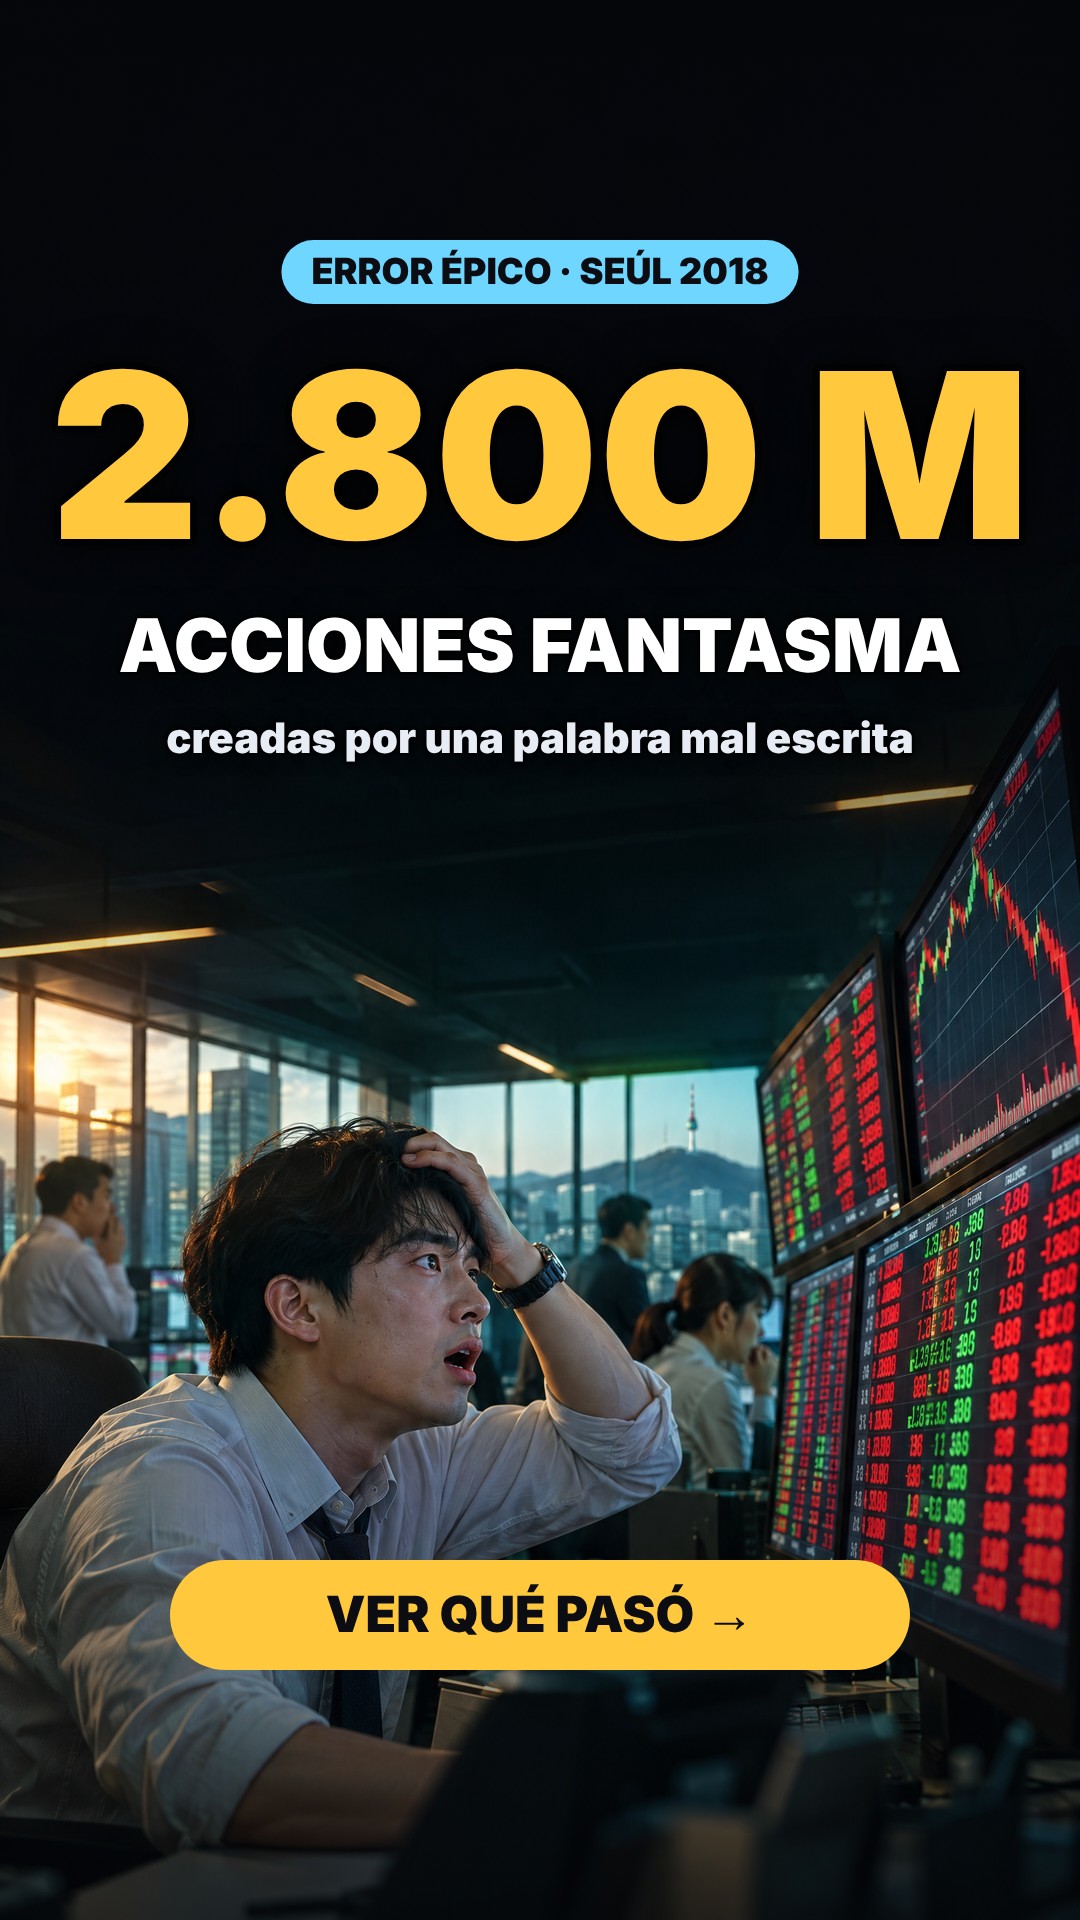 ERROR ÉPICO · SEÚL 2018
2.800 M
ACCIONES FANTASMA
creadas por una palabra mal escrita
VER QUÉ PASÓ →